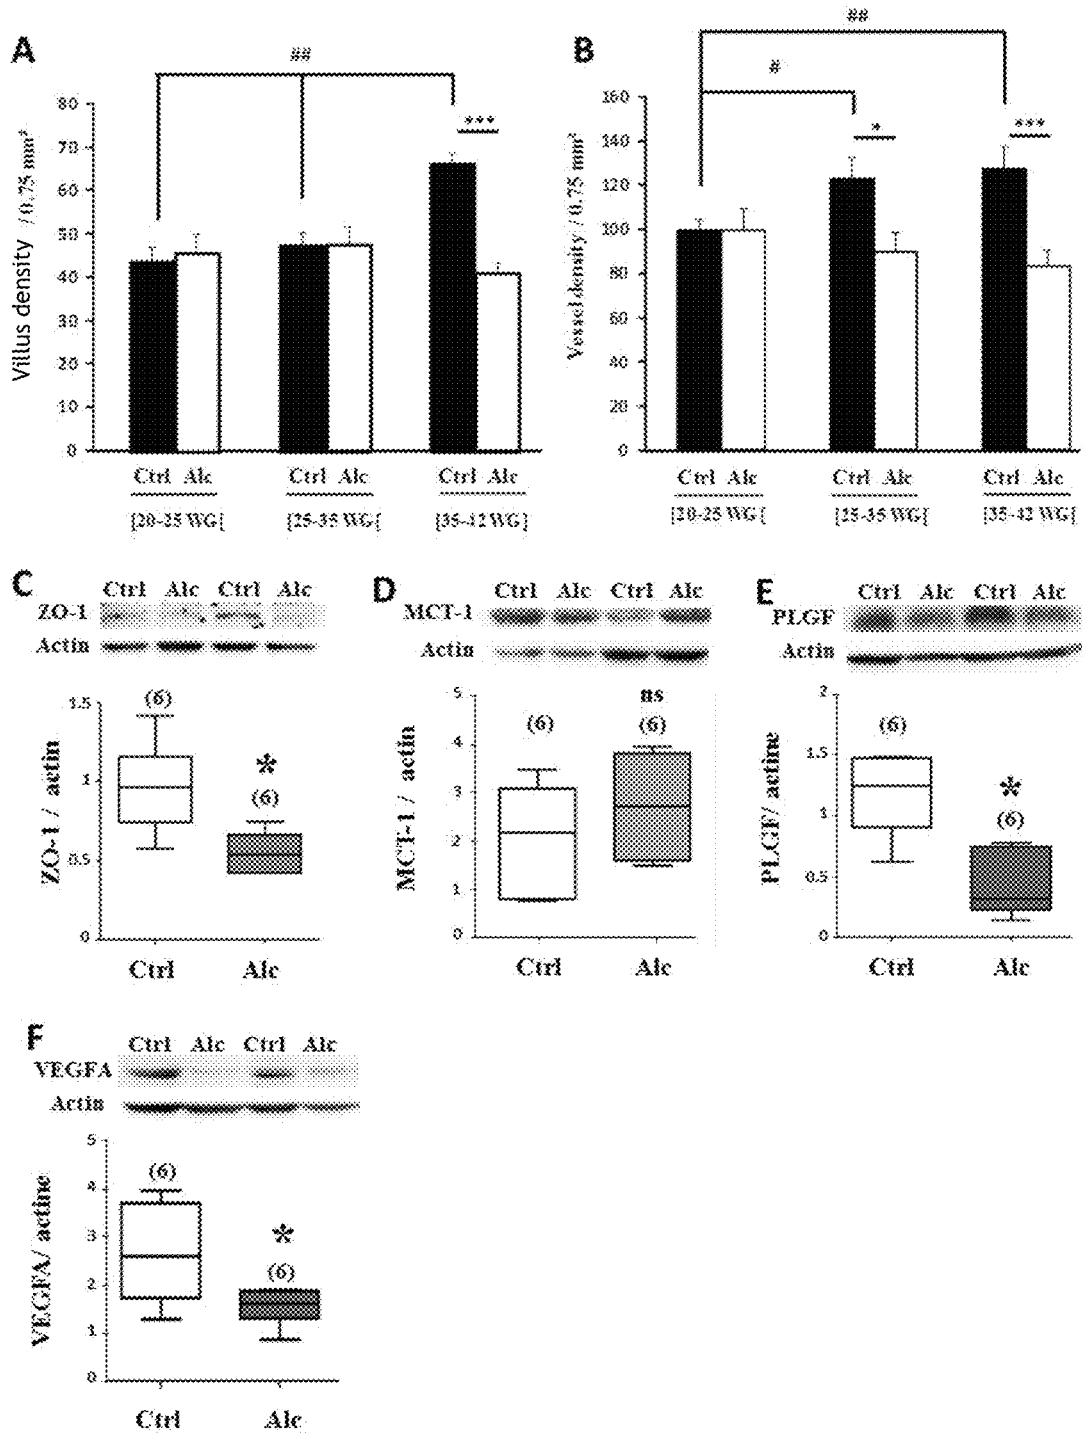 A
##
***
80
70
60
50
40
30
20
10
0
Villus density / 0.75 mm²
Ctrl Alc
Ctrl Alc
Ctrl Alc
[20-25 WG[
[25-35 WG[
[35-42 WG]
B
##
#
*
***
160
140
120
100
80
60
40
20
0
Vessel density / 0.75 mm²
Ctrl Alc
Ctrl Alc
Ctrl Alc
[20-25 WG[
[25-35 WG[
[35-42 WG]
C
Ctrl Alc Ctrl Alc
ZO-1
Actin
1.5
1
0.5
0
ZO-1 / actin
(6)
*
(6)
Ctrl Alc
D
Ctrl Alc Ctrl Alc
MCT-1
Actin
5
4
3
2
1
0
MCT-1 / actin
(6)
ns
(6)
Ctrl Alc
E
Ctrl Alc Ctrl Alc
PLGF
Actin
2
1.5
1
0.5
0
PLGF/ actine
(6)
*
(6)
Ctrl Alc
F
Ctrl Alc Ctrl Alc
VEGFA
Actin
5
4
3
2
1
0
VEGFA/ actine
(6)
*
(6)
Ctrl Alc